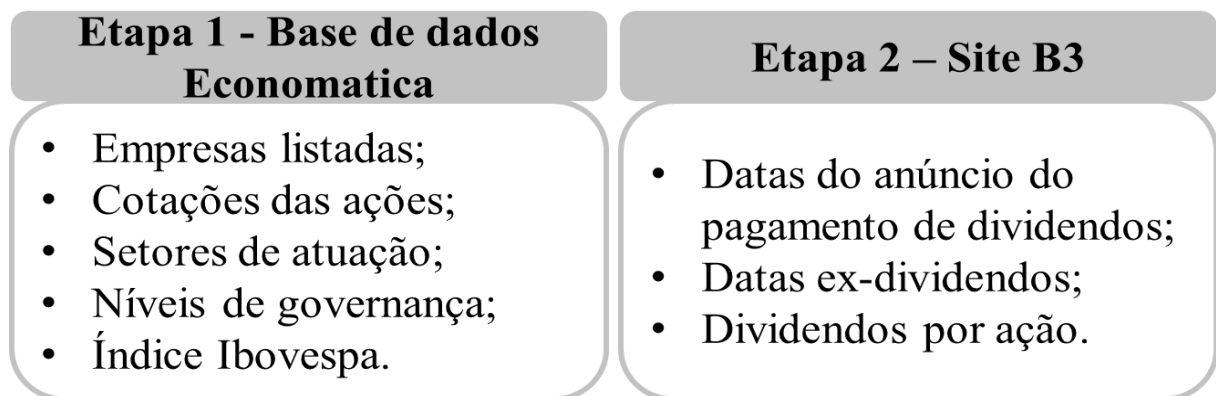 Etapa 1 - Base de dados
Economatica
• Empresas listadas;
• Cotações das ações;
• Setores de atuação;
• Níveis de governança;
• Índice Ibovespa.
Etapa 2 – Site B3
• Datas do anúncio do
pagamento de dividendos;
• Datas ex-dividendos;
• Dividendos por ação.